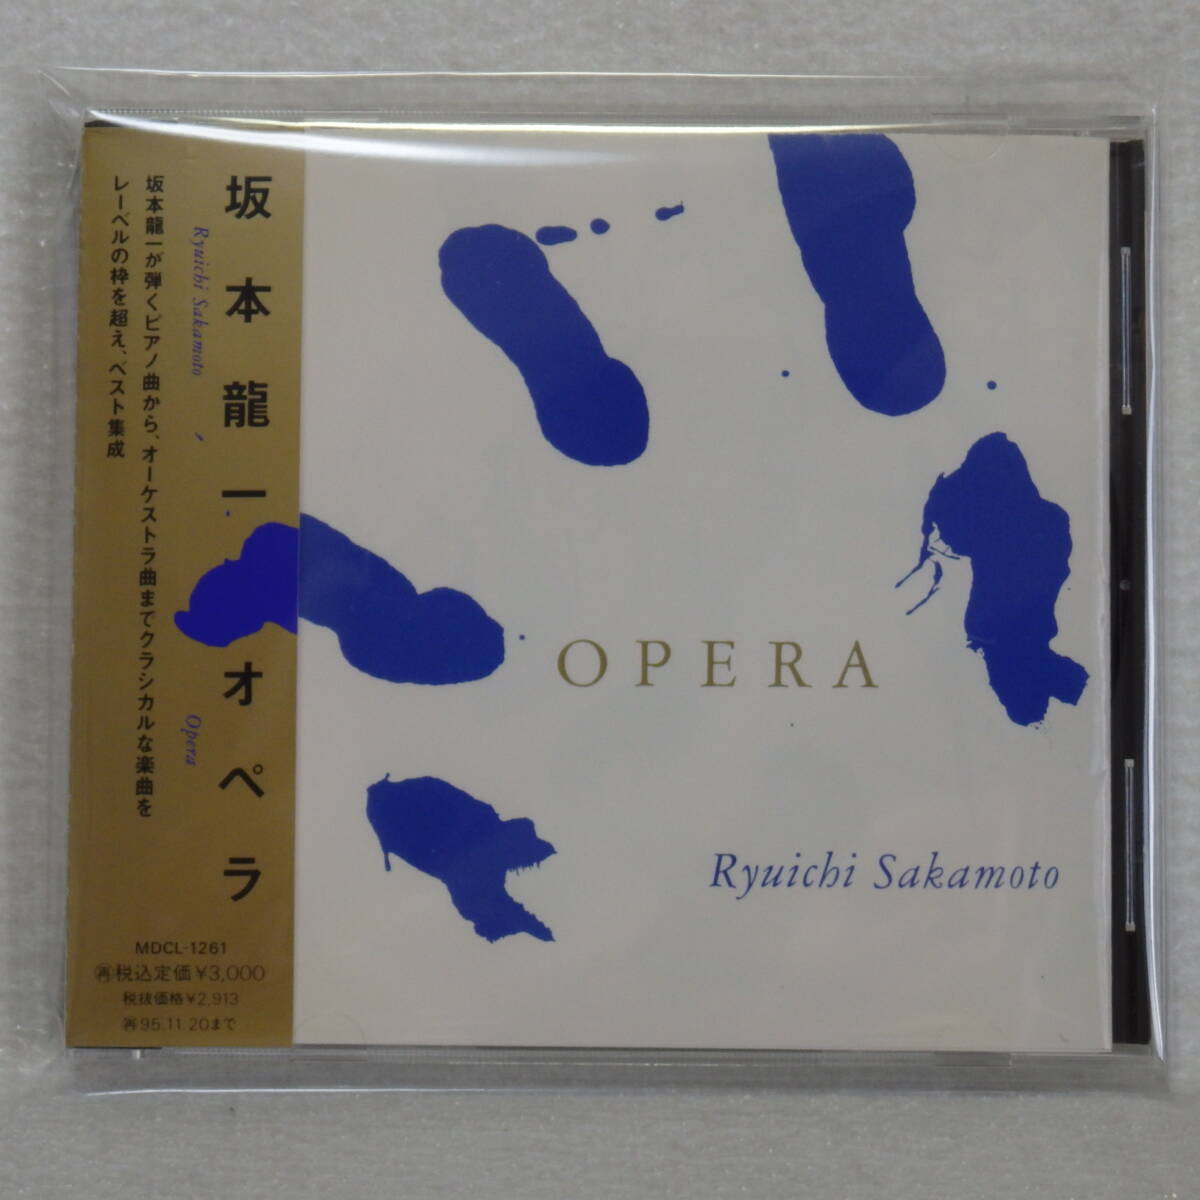 坂本龍一 オペラ
Ryuichi Sakamoto
Opera
坂本龍一が弾くピアノ曲から、オーケストラ曲までクラシカルな楽曲を
レーベルの枠を超え、ベスト集成
MDCL-1261
㊢税込定価¥3,000
税抜価格¥2,913
㊢95.11.20まで
OPERA
Ryuichi Sakamoto